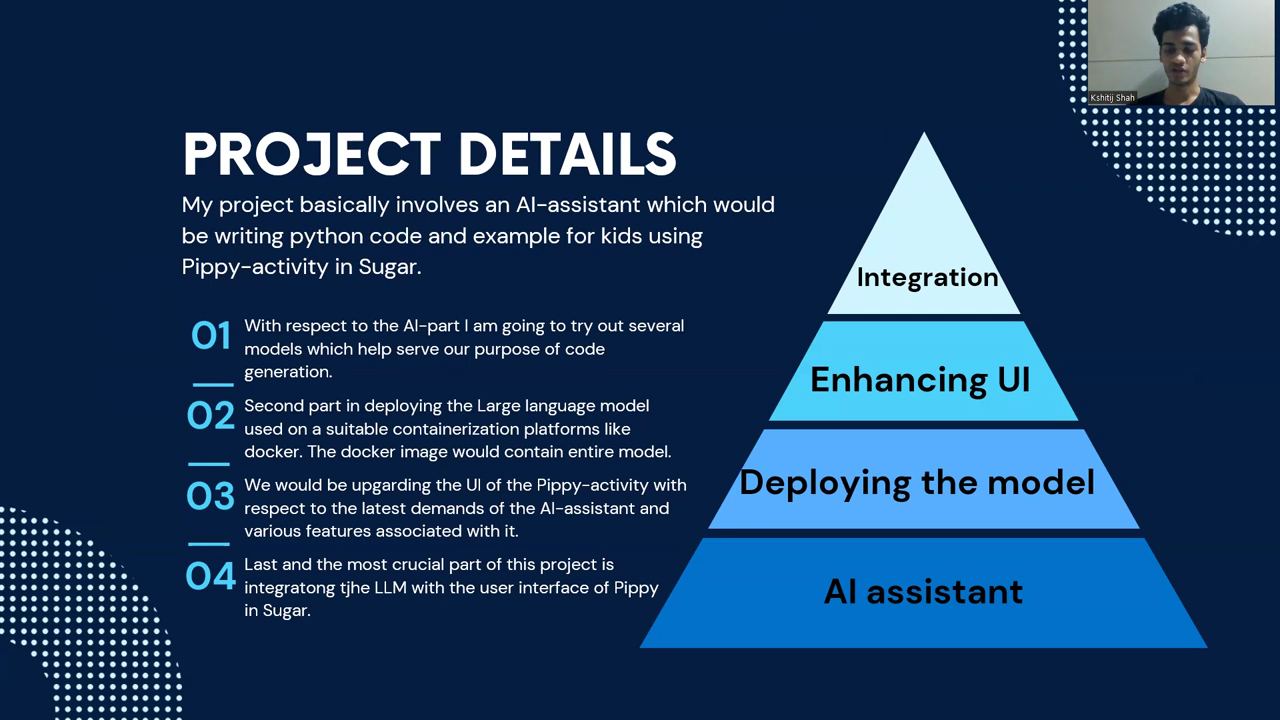 Kshitij Shah
PROJECT DETAILS
My project basically involves an AI-assistant which would
be writing python code and example for kids using
Pippy-activity in Sugar.
01
With respect to the AI-part I am going to try out several
models which help serve our purpose of code
generation.
02
Second part in deploying the Large language model
used on a suitable containerization platforms like
docker. The docker image would contain entire model.
03
We would be upgarding the UI of the Pippy-activity with
respect to the latest demands of the AI-assistant and
various features associated with it.
04
Last and the most crucial part of this project is
integratong tjhe LLM with the user interface of Pippy
in Sugar.
Integration
Enhancing UI
Deploying the model
AI assistant